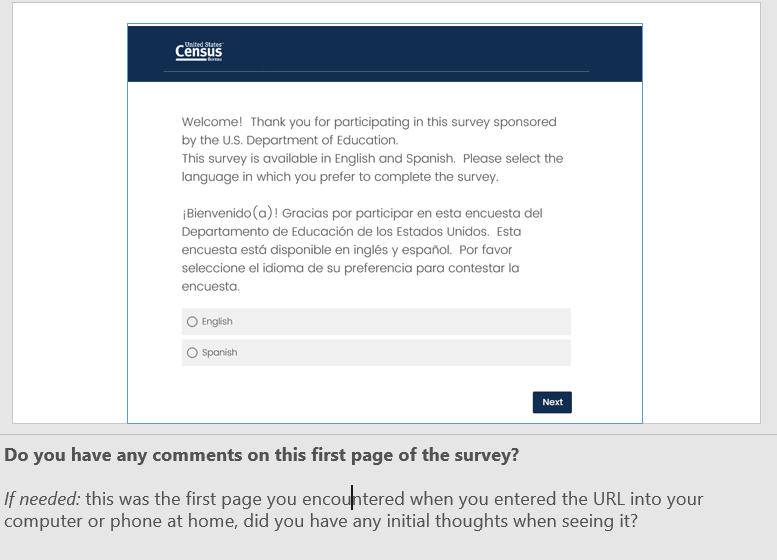 United States
Census
Bureau
Welcome!  Thank you for participating in this survey sponsored
by the U.S. Department of Education.
This survey is available in English and Spanish.  Please select the
language in which you prefer to complete the survey.
¡Bienvenido(a)! Gracias por participar en esta encuesta del
Departamento de Educación de los Estados Unidos.  Esta
encuesta está disponible en inglés y español.  Por favor
seleccione el idioma de su preferencia para contestar la
encuesta.
English
Spanish
Next
Do you have any comments on this first page of the survey?
If needed: this was the first page you encountered when you entered the URL into your
computer or phone at home, did you have any initial thoughts when seeing it?